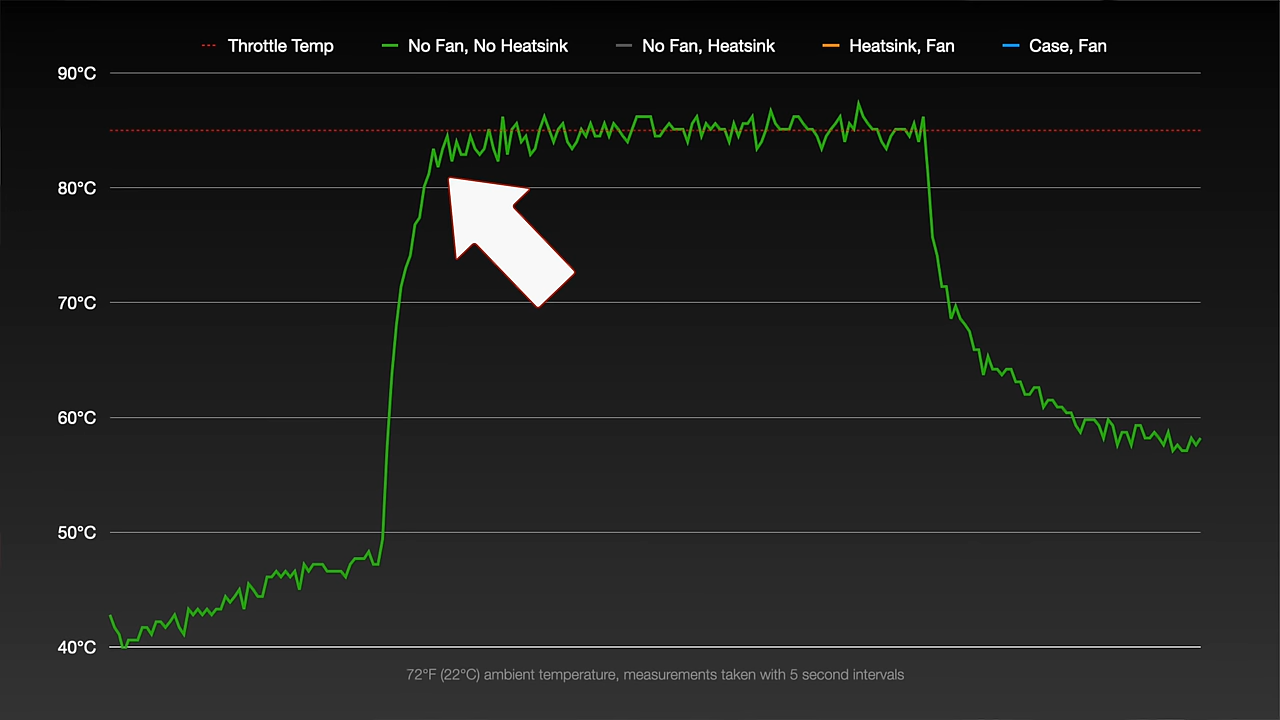 Throttle Temp No Fan, No Heatsink No Fan, Heatsink Heatsink, Fan Case, Fan
90°C
80°C
70°C
60°C
50°C
40°C
72°F (22°C) ambient temperature, measurements taken with 5 second intervals